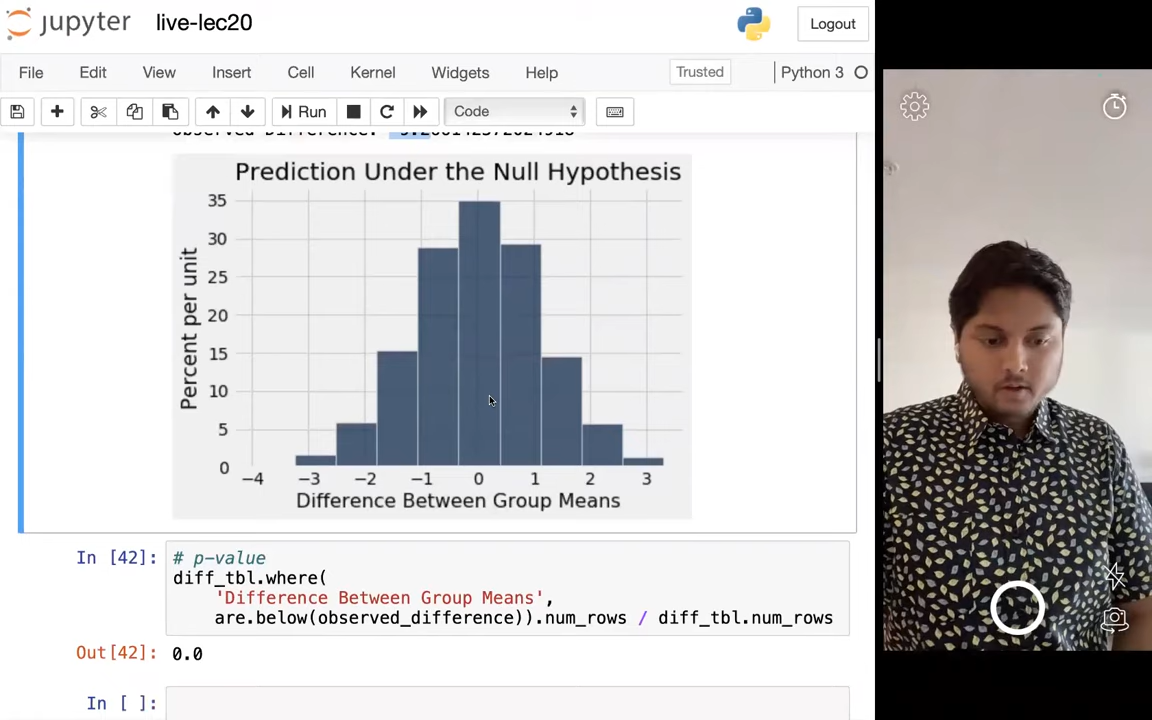 jupyter live-lec20
Logout
File Edit View Insert Cell Kernel Widgets Help
Trusted
Python 3
Run
Code
Observed Difference:
Prediction Under the Null Hypothesis
Percent per unit
35
30
25
20
15
10
5
0
−4 −3 −2 −1 0 1 2 3
Difference Between Group Means
In [42]:
# p-value
diff_tbl.where(
'Difference Between Group Means',
are.below(observed_difference)).num_rows / diff_tbl.num_rows
Out[42]: 0.0
In [ ]: